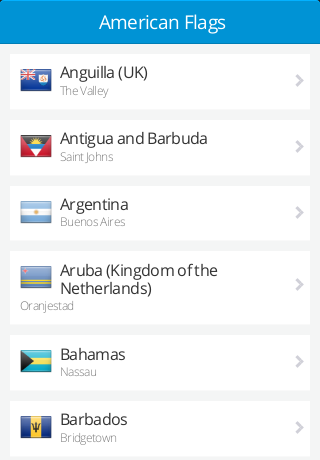 American Flags
Anguilla (UK)
The Valley
Antigua and Barbuda
Saint Johns
Argentina
Buenos Aires
Aruba (Kingdom of the
Netherlands)
Oranjestad
Bahamas
Nassau
Barbados
Bridgetown